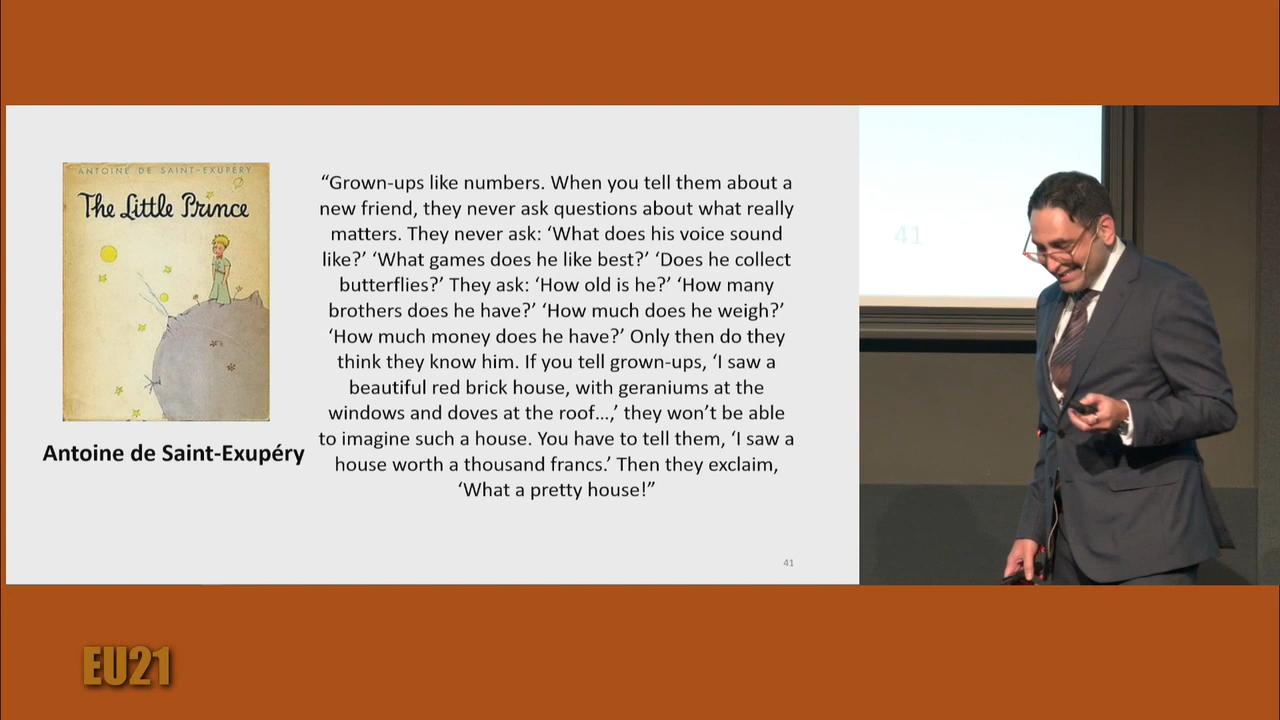 ANTOINE DE SAINT-EXUPÉRY
The Little Prince
Antoine de Saint-Exupéry
“Grown-ups like numbers. When you tell them about a
new friend, they never ask questions about what really
matters. They never ask: ‘What does his voice sound
like?’ ‘What games does he like best?’ ‘Does he collect
butterflies?’ They ask: ‘How old is he?’ ‘How many
brothers does he have?’ ‘How much does he weigh?’
‘How much money does he have?’ Only then do they
think they know him. If you tell grown-ups, ‘I saw a
beautiful red brick house, with geraniums at the
windows and doves at the roof…,’ they won’t be able
to imagine such a house. You have to tell them, ‘I saw a
house worth a thousand francs.’ Then they exclaim,
‘What a pretty house!”
41
41
EU21